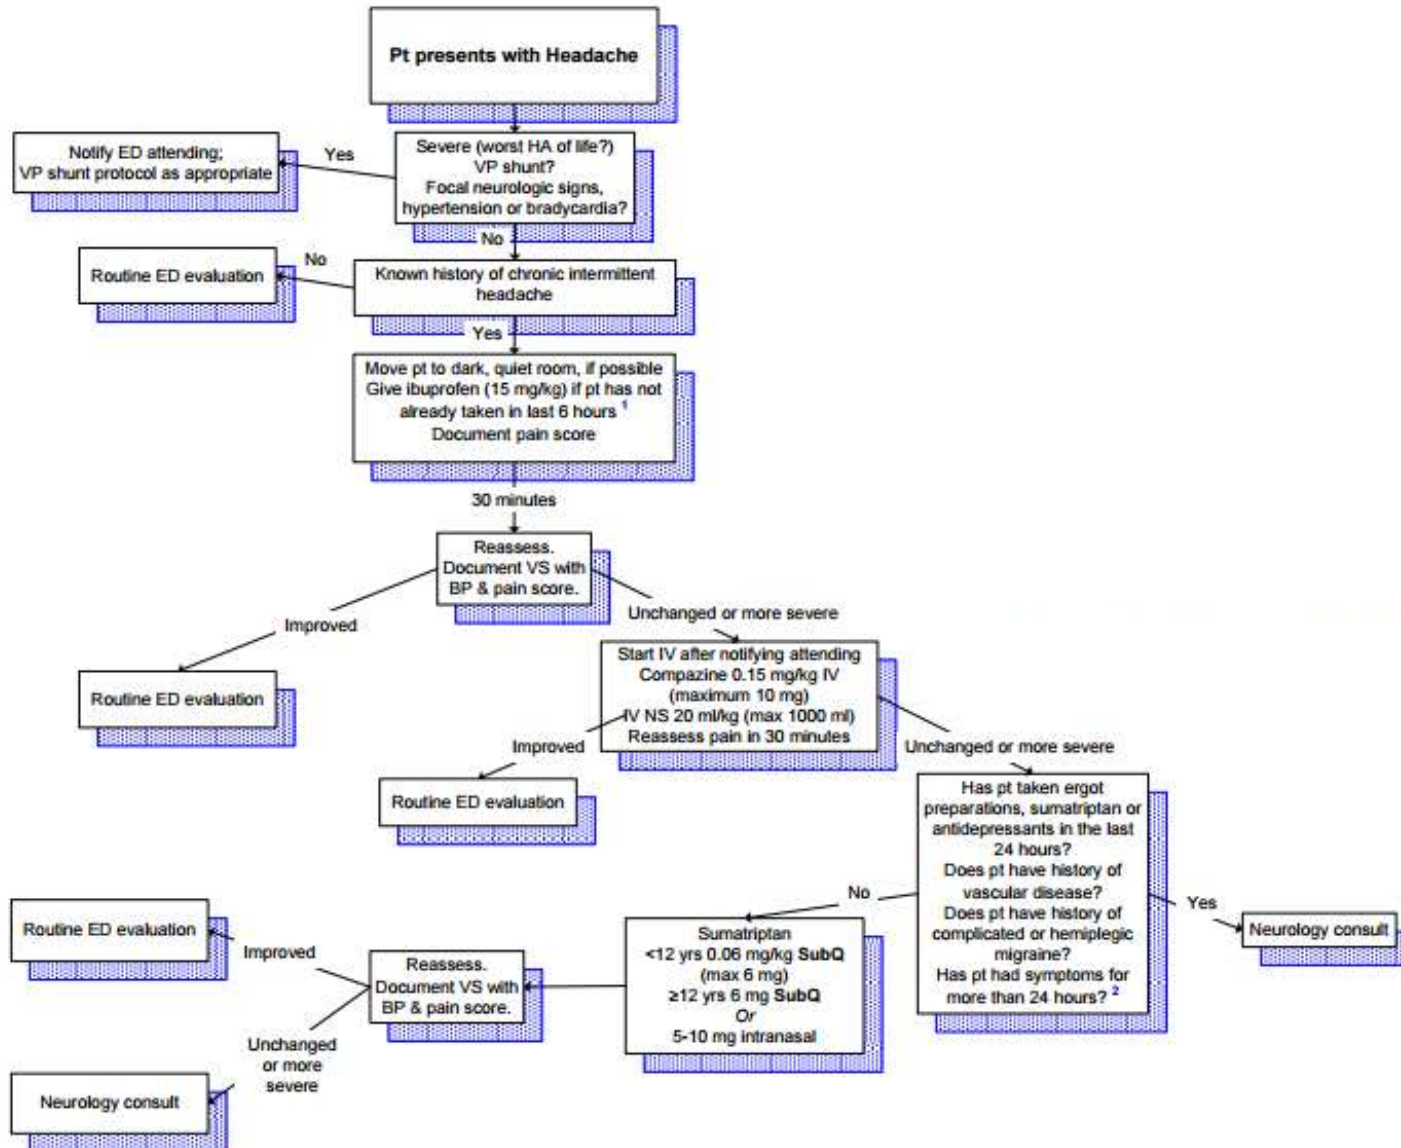 Pt presents with Headache
Severe (worst HA of life?)
VP shunt?
Focal neurologic signs,
hypertension or bradycardia?
Yes
Notify ED attending;
VP shunt protocol as appropriate
No
Known history of chronic intermittent
headache
No
Routine ED evaluation
Yes
Move pt to dark, quiet room, if possible
Give ibuprofen (15 mg/kg) if pt has not
already taken in last 6 hours 1
Document pain score
30 minutes
Reassess.
Document VS with
BP & pain score.
Improved
Routine ED evaluation
Unchanged or more severe
Start IV after notifying attending
Compazine 0.15 mg/kg IV
(maximum 10 mg)
IV NS 20 ml/kg (max 1000 ml)
Reassess pain in 30 minutes
Improved
Routine ED evaluation
Unchanged or more severe
Has pt taken ergot
preparations, sumatriptan or
antidepressants in the last
24 hours?
Does pt have history of
vascular disease?
Does pt have history of
complicated or hemiplegic
migraine?
Has pt had symptoms for
more than 24 hours? 2
Yes
Neurology consult
No
Sumatriptan
<12 yrs 0.06 mg/kg SubQ
(max 6 mg)
≥12 yrs 6 mg SubQ
Or
5-10 mg intranasal
Reassess.
Document VS with
BP & pain score.
Improved
Routine ED evaluation
Unchanged
or more
severe
Neurology consult